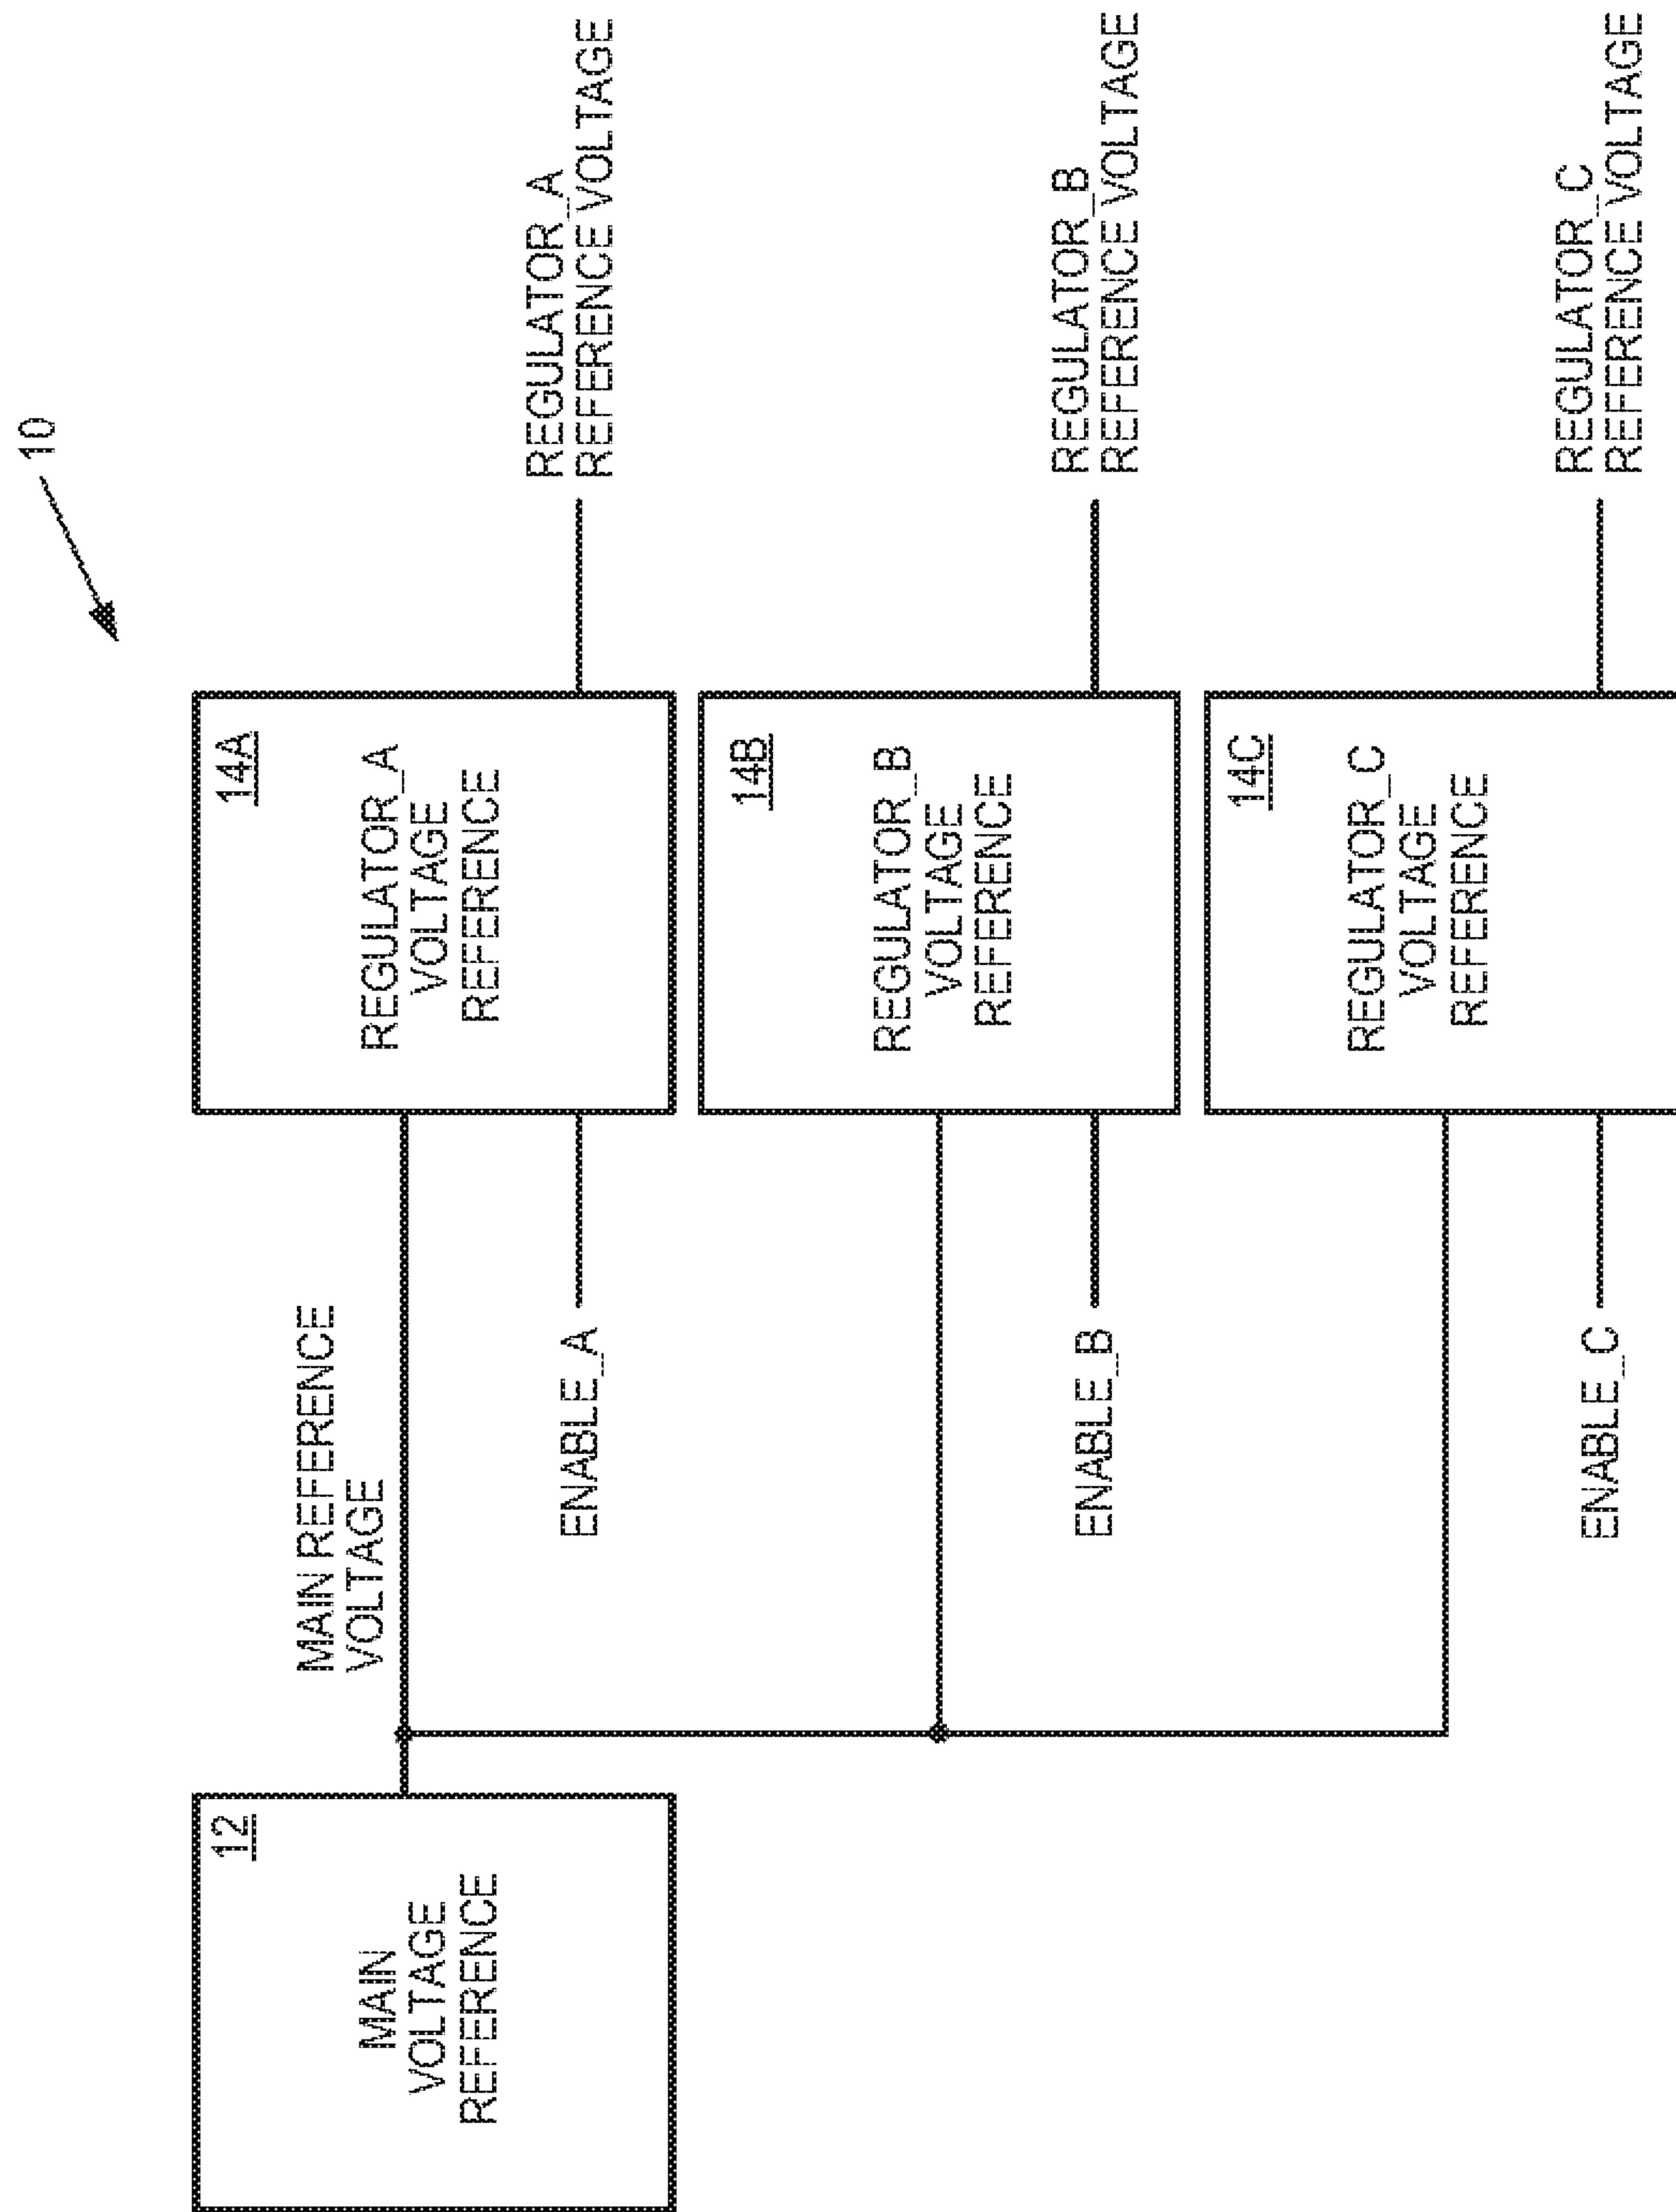 10
12
MAIN
VOLTAGE
REFERENCE
MAIN REFERENCE
VOLTAGE
14A
REGULATOR_A
VOLTAGE
REFERENCE
ENABLE_A
REGULATOR_A
REFERENCE VOLTAGE
14B
REGULATOR_B
VOLTAGE
REFERENCE
ENABLE_B
REGULATOR_B
REFERENCE VOLTAGE
14C
REGULATOR_C
VOLTAGE
REFERENCE
ENABLE_C
REGULATOR_C
REFERENCE VOLTAGE